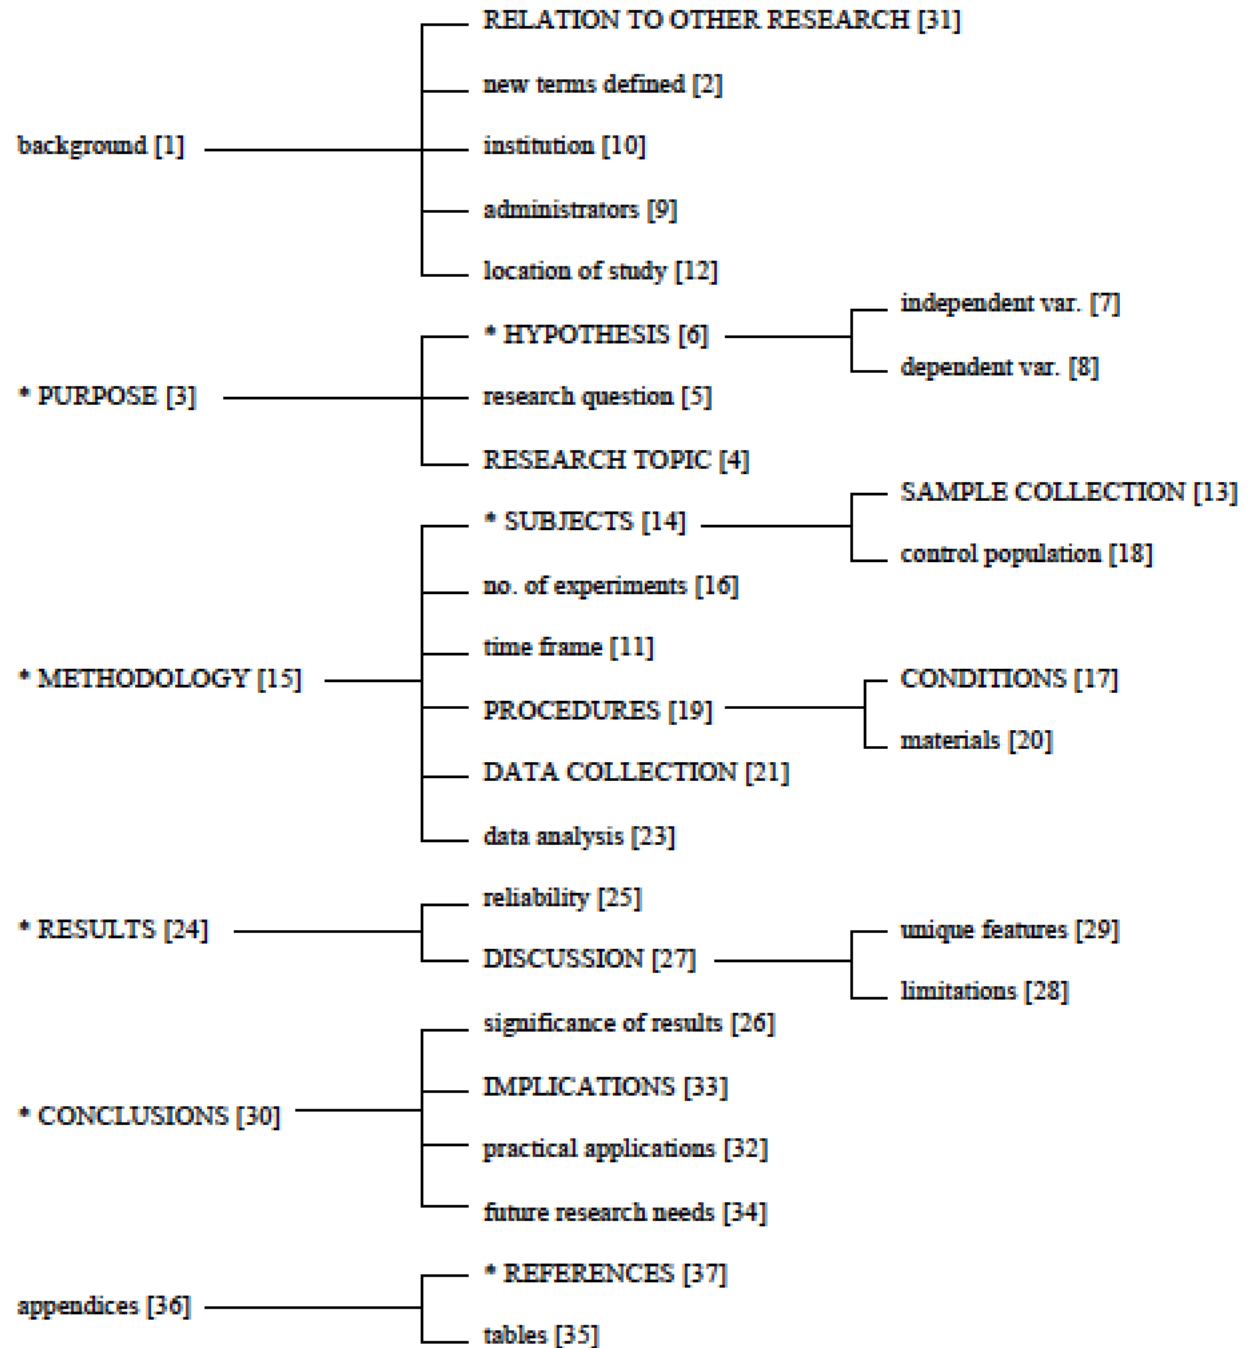 RELATION TO OTHER RESEARCH [31]
new terms defined [2]
background [1]
institution [10]
administrators [9]
location of study [12]
independent var. [7]
* HYPOTHESIS [6]
dependent var. [8]
* PURPOSE [3]
research question [5]
RESEARCH TOPIC [4]
SAMPLE COLLECTION [13]
* SUBJECTS [14]
control population [18]
no. of experiments [16]
time frame [11]
* METHODOLOGY [15]
CONDITIONS [17]
PROCEDURES [19]
materials [20]
DATA COLLECTION [21]
data analysis [23]
reliability [25]
* RESULTS [24]
unique features [29]
DISCUSSION [27]
limitations [28]
significance of results [26]
IMPLICATIONS [33]
* CONCLUSIONS [30]
practical applications [32]
future research needs [34]
* REFERENCES [37]
appendices [36]
tables [35]